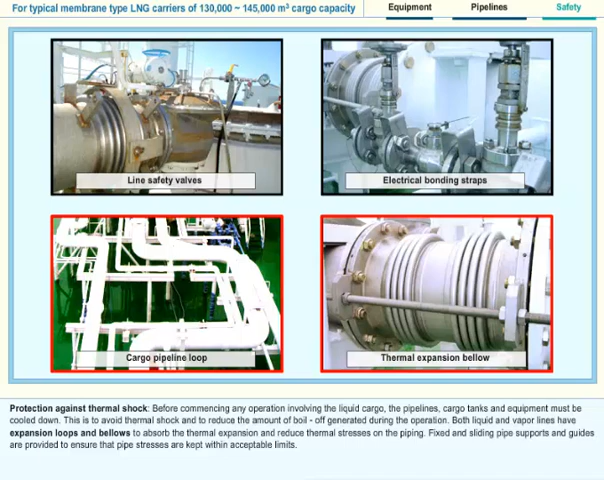 For typical membrane type LNG carriers of 130,000 ~ 145,000 m³ cargo capacity
Equipment Pipelines Safety
Line safety valves
Electrical bonding straps
Cargo pipeline loop
Thermal expansion bellow
Protection against thermal shock: Before commencing any operation involving the liquid cargo, the pipelines, cargo tanks and equipment must be
cooled down. This is to avoid thermal shock and to reduce the amount of boil - off generated during the operation. Both liquid and vapor lines have
expansion loops and bellows to absorb the thermal expansion and reduce thermal stresses on the piping. Fixed and sliding pipe supports and guides
are provided to ensure that pipe stresses are kept within acceptable limits.